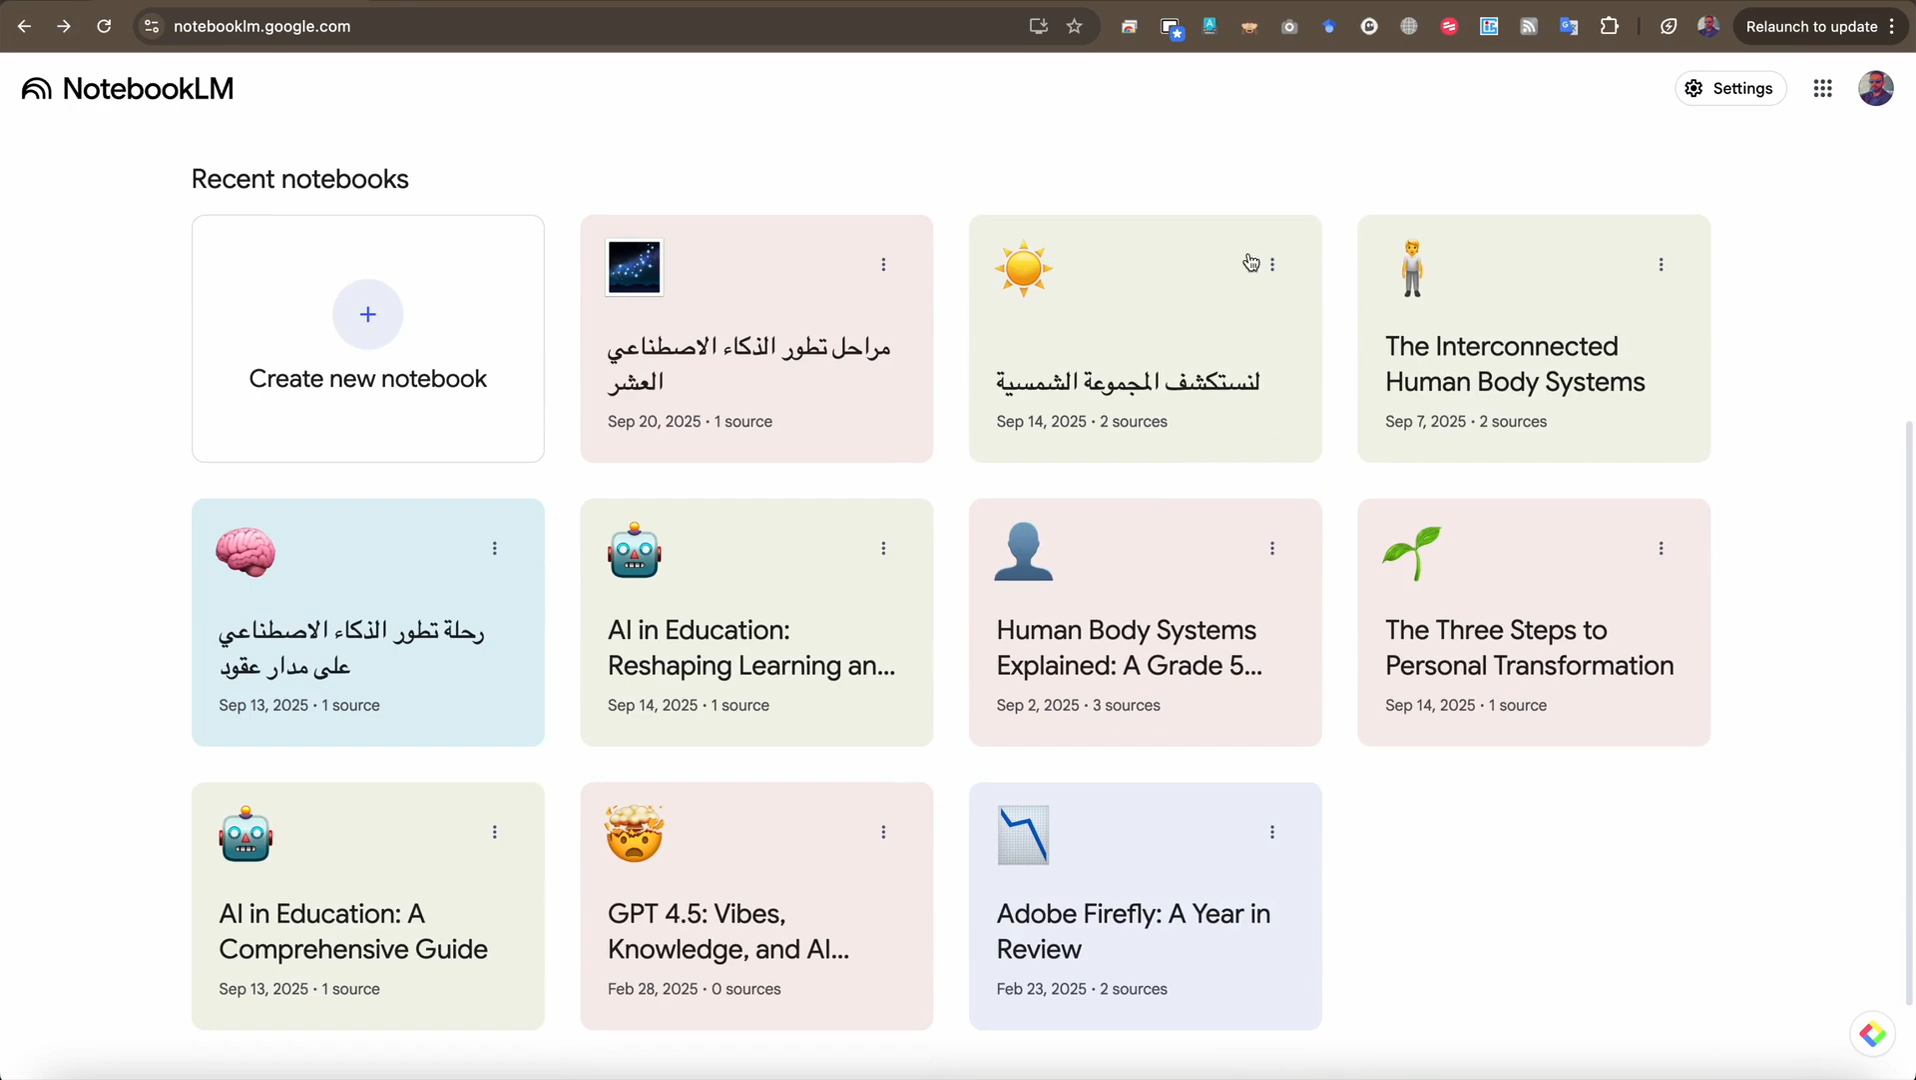 notebooklm.google.com
Relaunch to update
NotebookLM
Settings
Recent notebooks
Create new notebook
مراحل تطور الذكاء الاصطناعي
العشر
Sep 20, 2025 · 1 source
لنستكشف المجموعة الشمسية
Sep 14, 2025 · 2 sources
The Interconnected
Human Body Systems
Sep 7, 2025 · 2 sources
رحلة تطور الذكاء الاصطناعي
على مدار عقود
Sep 13, 2025 · 1 source
AI in Education:
Reshaping Learning an...
Sep 14, 2025 · 1 source
Human Body Systems
Explained: A Grade 5...
Sep 2, 2025 · 3 sources
The Three Steps to
Personal Transformation
Sep 14, 2025 · 1 source
AI in Education: A
Comprehensive Guide
Sep 13, 2025 · 1 source
GPT 4.5: Vibes,
Knowledge, and AI...
Feb 28, 2025 · 0 sources
Adobe Firefly: A Year in
Review
Feb 23, 2025 · 2 sources